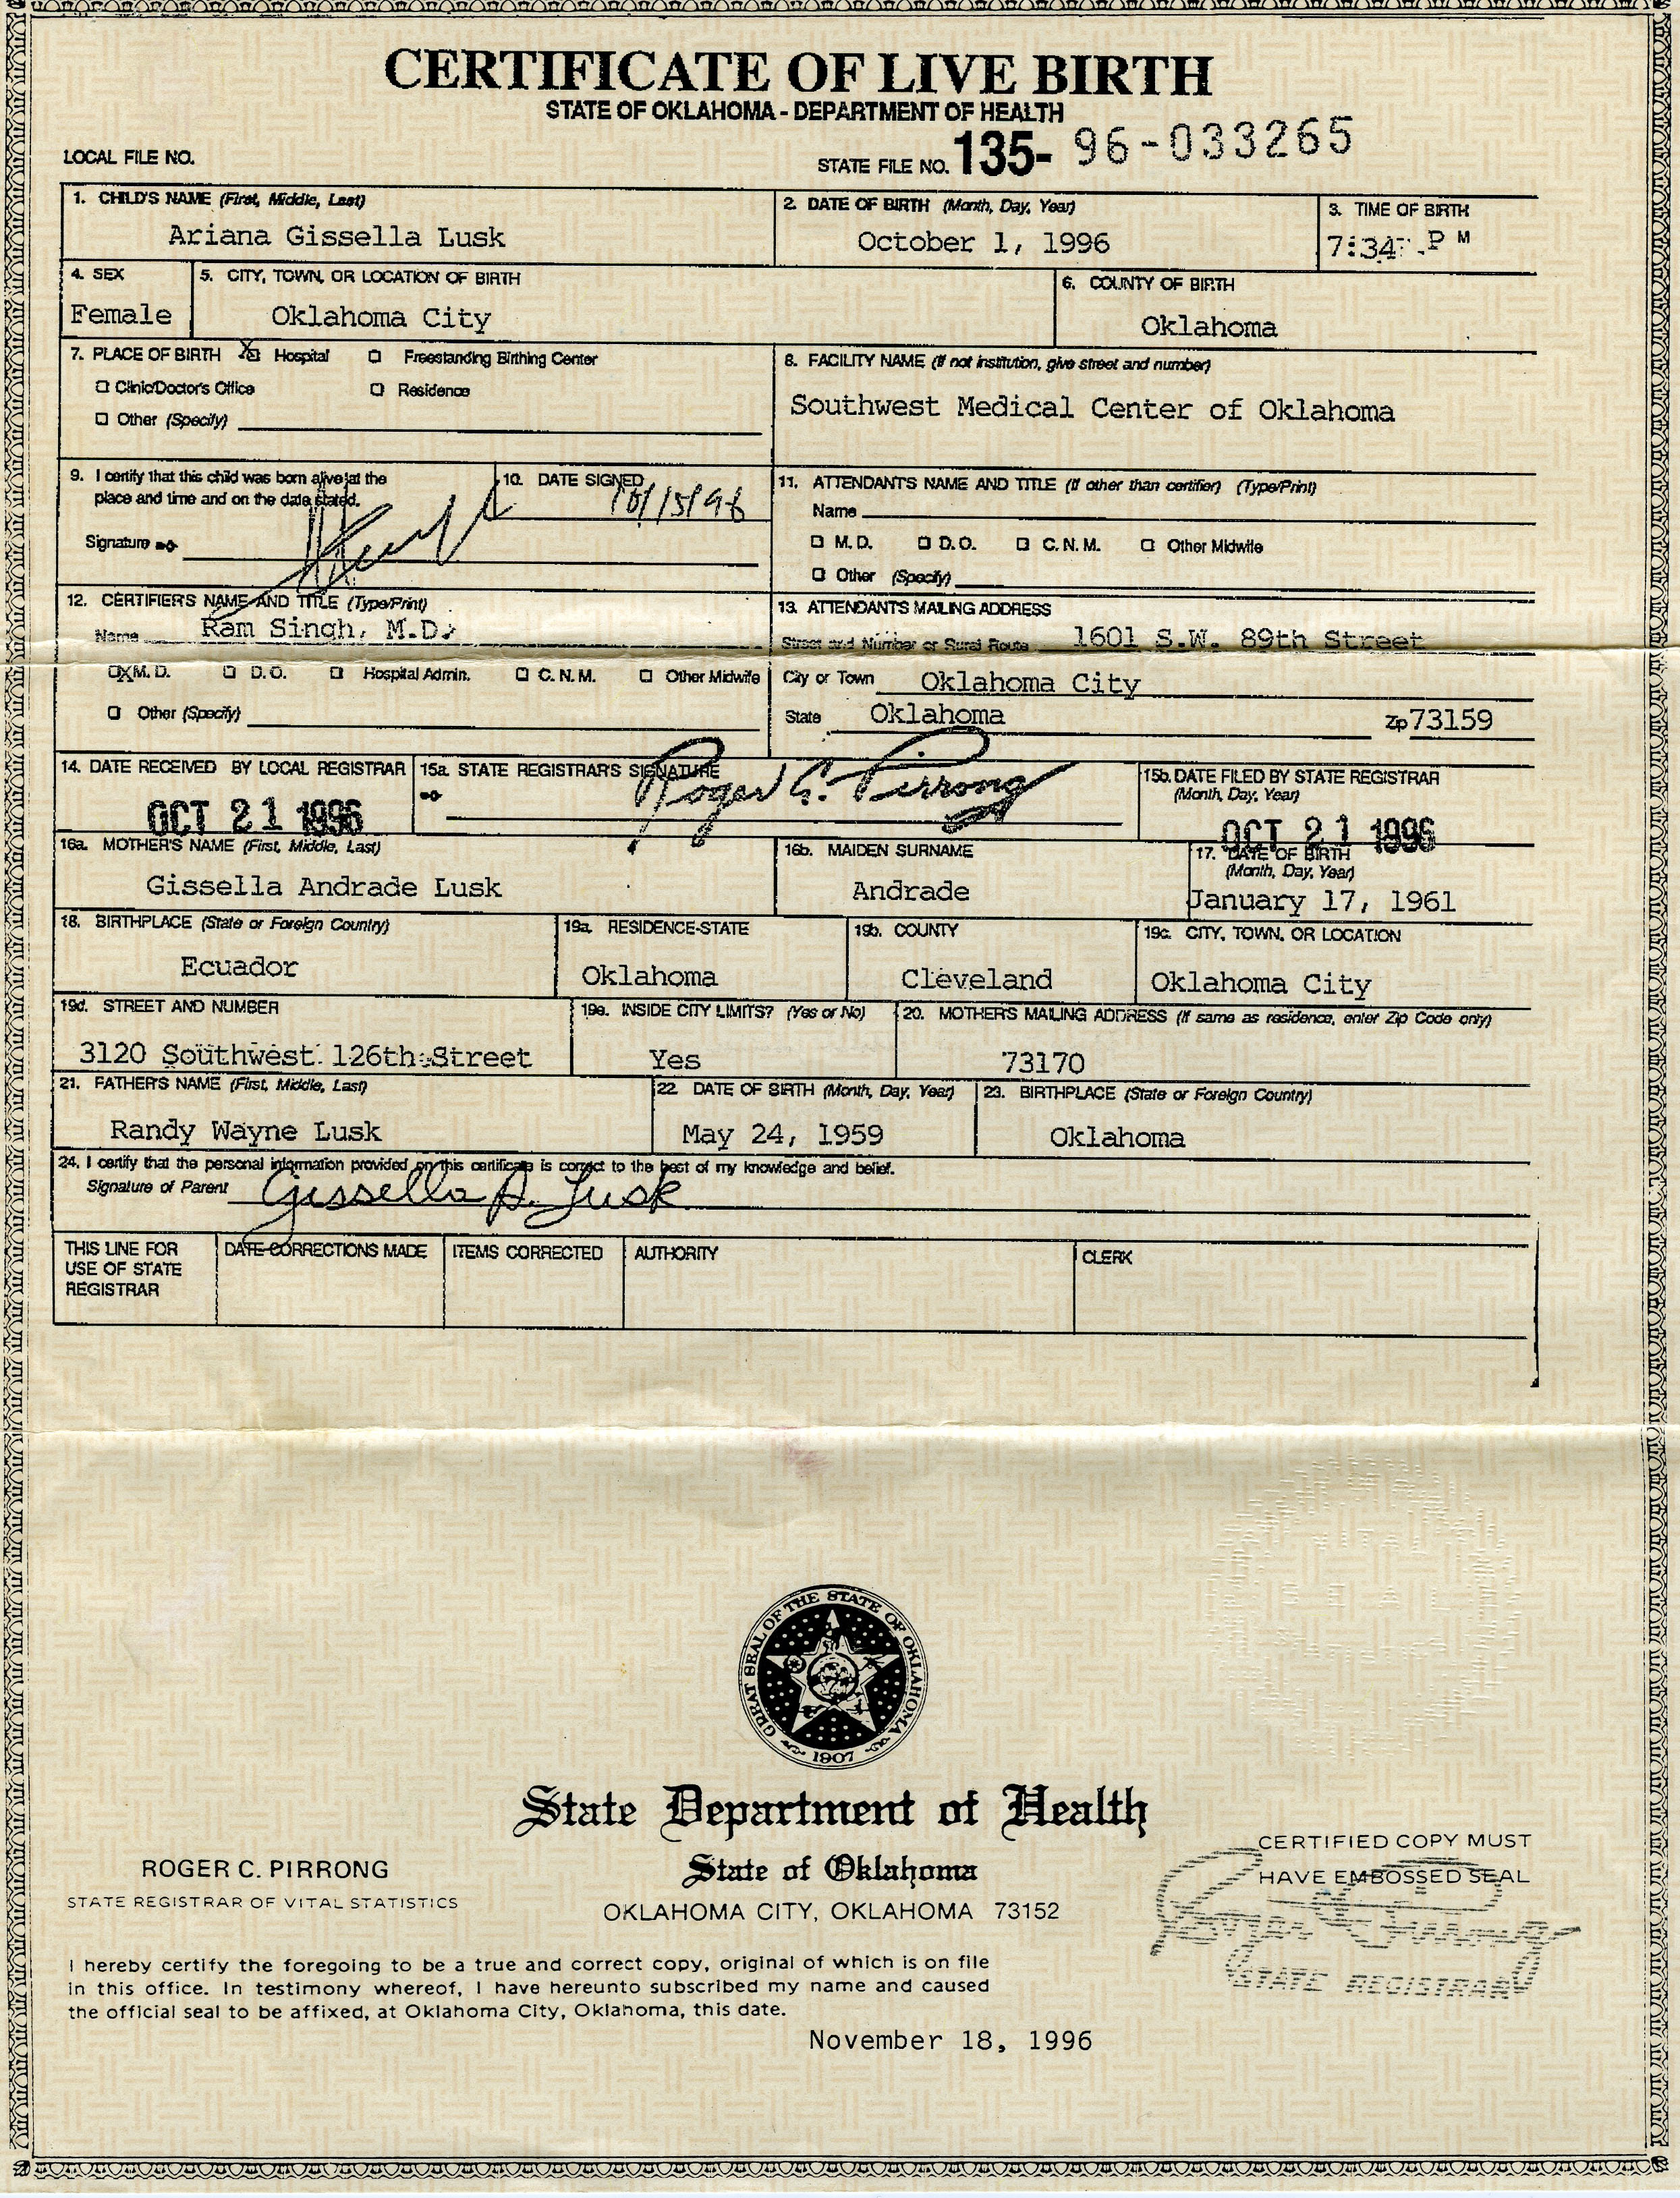 CERTIFICATE OF LIVE BIRTH
STATE OF OKLAHOMA - DEPARTMENT OF HEALTH
LOCAL FILE NO.
STATE FILE NO. 135- 96-033265
1. CHILD'S NAME (First, Middle, Last)
Ariana Gissella Lusk
2. DATE OF BIRTH (Month, Day, Year)
October 1, 1996
3. TIME OF BIRTH
7:34 P M
4. SEX
Female
5. CITY, TOWN, OR LOCATION OF BIRTH
Oklahoma City
6. COUNTY OF BIRTH
Oklahoma
7. PLACE OF BIRTH X Hospital Freestanding Birthing Center
Clinic/Doctor's Office Residence
Other (Specify)
8. FACILITY NAME (If not institution, give street and number)
Southwest Medical Center of Oklahoma
9. I certify that this child was born alive at the
place and time and on the date stated.
Signature
10. DATE SIGNED
11. ATTENDANT'S NAME AND TITLE (If other than certifier) (Type/Print)
Name
M.D. D.O. C.N.M. Other Midwife
Other (Specify)
12. CERTIFIER'S NAME AND TITLE (Type/Print)
Name Ram Singh, M.D.
X M.D. D.O. Hospital Admin. C.N.M. Other Midwife
Other (Specify)
13. ATTENDANT'S MAILING ADDRESS
Street and Number or Rural Route 1601 S.W. 89th Street
City or Town Oklahoma City
State Oklahoma Zip 73159
14. DATE RECEIVED BY LOCAL REGISTRAR
OCT 21 1996
15a. STATE REGISTRAR'S SIGNATURE
Roger C. Pirrong
15b. DATE FILED BY STATE REGISTRAR
(Month, Day, Year)
OCT 21 1996
16a. MOTHER'S NAME (First, Middle, Last)
Gissella Andrade Lusk
16b. MAIDEN SURNAME
Andrade
17. DATE OF BIRTH
(Month, Day, Year)
January 17, 1961
18. BIRTHPLACE (State or Foreign Country)
Ecuador
19a. RESIDENCE-STATE
Oklahoma
19b. COUNTY
Cleveland
19c. CITY, TOWN, OR LOCATION
Oklahoma City
19d. STREET AND NUMBER
3120 Southwest 126th Street
19e. INSIDE CITY LIMITS? (Yes or No)
Yes
20. MOTHER'S MAILING ADDRESS (If same as residence, enter Zip Code only)
73170
21. FATHER'S NAME (First, Middle, Last)
Randy Wayne Lusk
22. DATE OF BIRTH (Month, Day, Year)
May 24, 1959
23. BIRTHPLACE (State or Foreign Country)
Oklahoma
24. I certify that the personal information provided on this certificate is correct to the best of my knowledge and belief.
Signature of Parent Gissella A. Lusk
THIS LINE FOR
USE OF STATE
REGISTRAR
DATE CORRECTIONS MADE
ITEMS CORRECTED
AUTHORITY
CLERK
GREAT SEAL OF THE STATE OF OKLAHOMA
1907
State Department of Health
State of Oklahoma
OKLAHOMA CITY, OKLAHOMA 73152
ROGER C. PIRRONG
STATE REGISTRAR OF VITAL STATISTICS
CERTIFIED COPY MUST
HAVE EMBOSSED SEAL
Roger C. Pirrong
STATE REGISTRAR
I hereby certify the foregoing to be a true and correct copy, original of which is on file
in this office. In testimony whereof, I have hereunto subscribed my name and caused
the official seal to be affixed, at Oklahoma City, Oklahoma, this date.
November 18, 1996